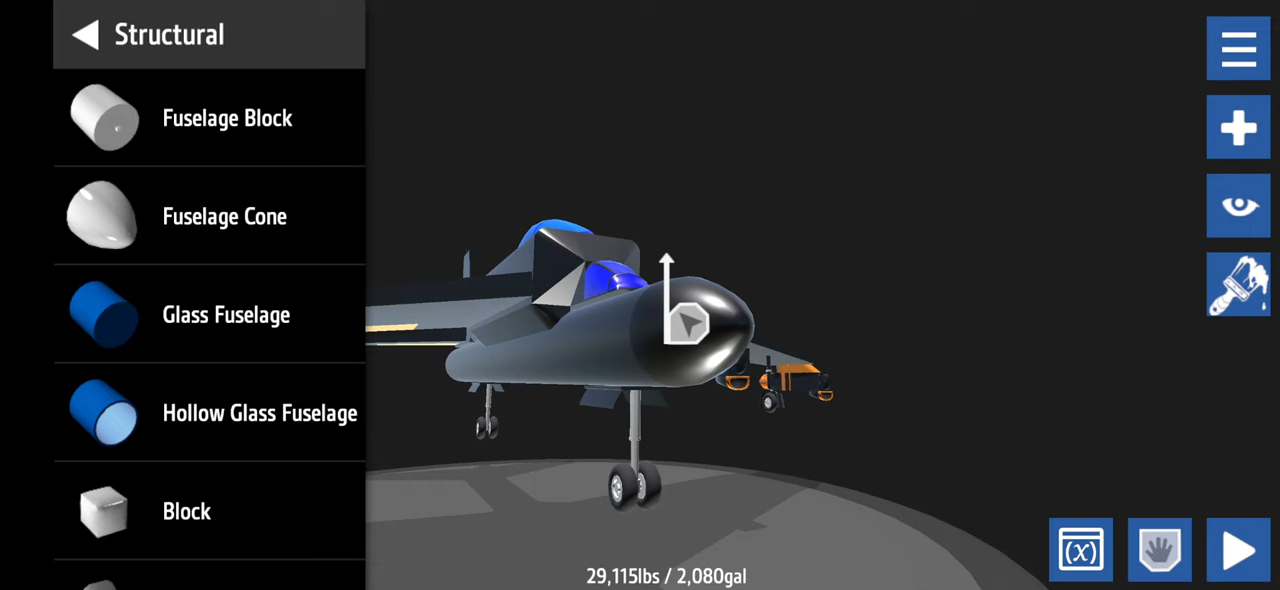 Structural
Fuselage Block
Fuselage Cone
Glass Fuselage
Hollow Glass Fuselage
Block
(x)
29,115lbs / 2,080gal